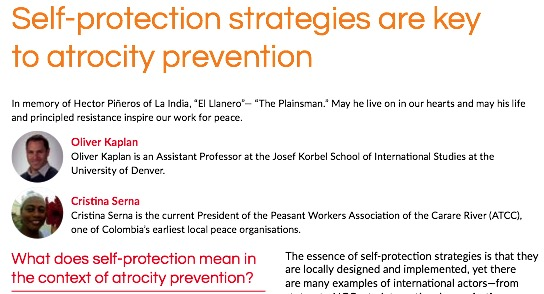 Self-protection strategies are key
to atrocity prevention
In memory of Hector Piñeros of La India, “El Llanero”— “The Plainsman.” May he live on in our hearts and may his life
and principled resistance inspire our work for peace.
Oliver Kaplan
Oliver Kaplan is an Assistant Professor at the Josef Korbel School of International Studies at the
University of Denver.
Cristina Serna
Cristina Serna is the current President of the Peasant Workers Association of the Carare River (ATCC),
one of Colombia’s earliest local peace organisations.
What does self-protection mean in
the context of atrocity prevention?
The essence of self-protection strategies is that they
are locally designed and implemented, yet there
are many examples of international actors—from